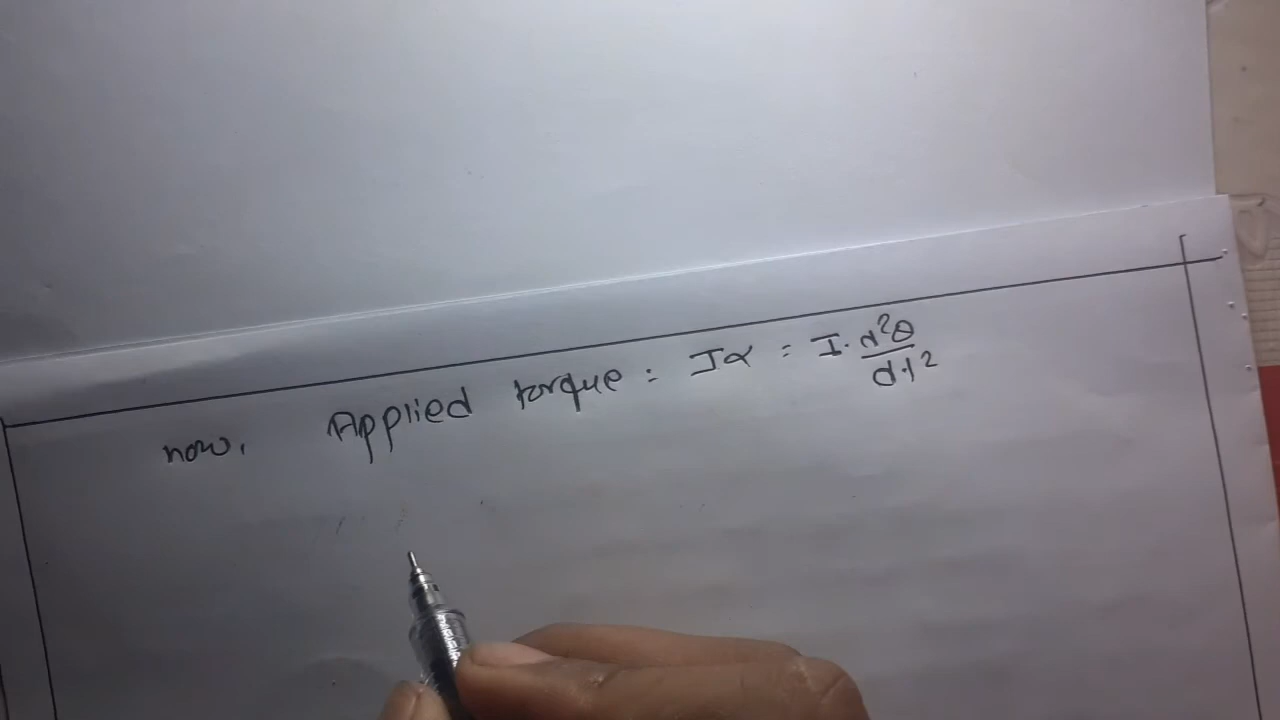 now, Applied torque = Iα = I · d²θ/dt²